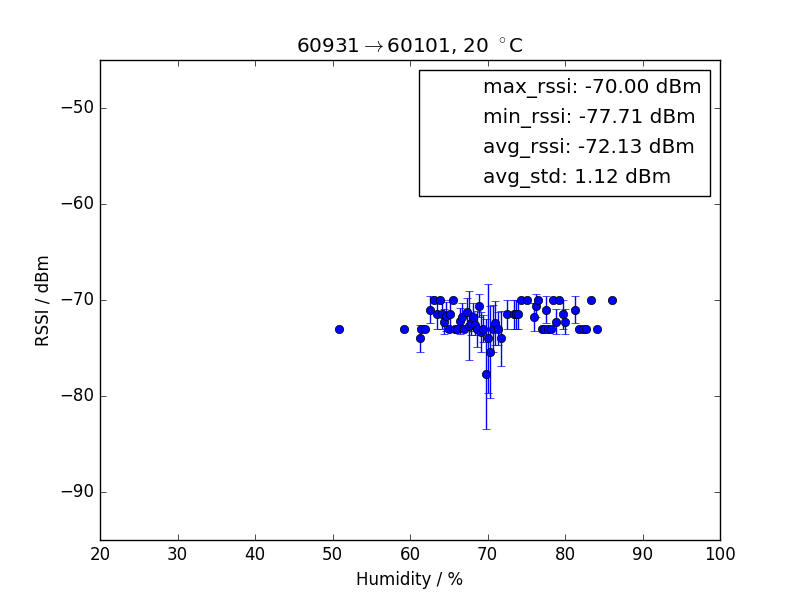 60931→60101, 20 °C
max_rssi: -70.00 dBm
min_rssi: -77.71 dBm
avg_rssi: -72.13 dBm
avg_std: 1.12 dBm
RSSI / dBm
−50
−60
−70
−80
−90
20 30 40 50 60 70 80 90 100
Humidity / %